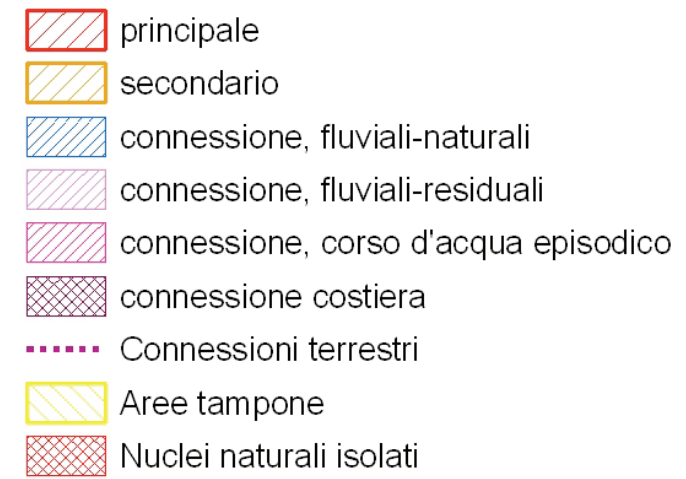 principale
secondario
connessione, fluviali-naturali
connessione, fluviali-residuali
connessione, corso d'acqua episodico
connessione costiera
Connessioni terrestri
Aree tampone
Nuclei naturali isolati